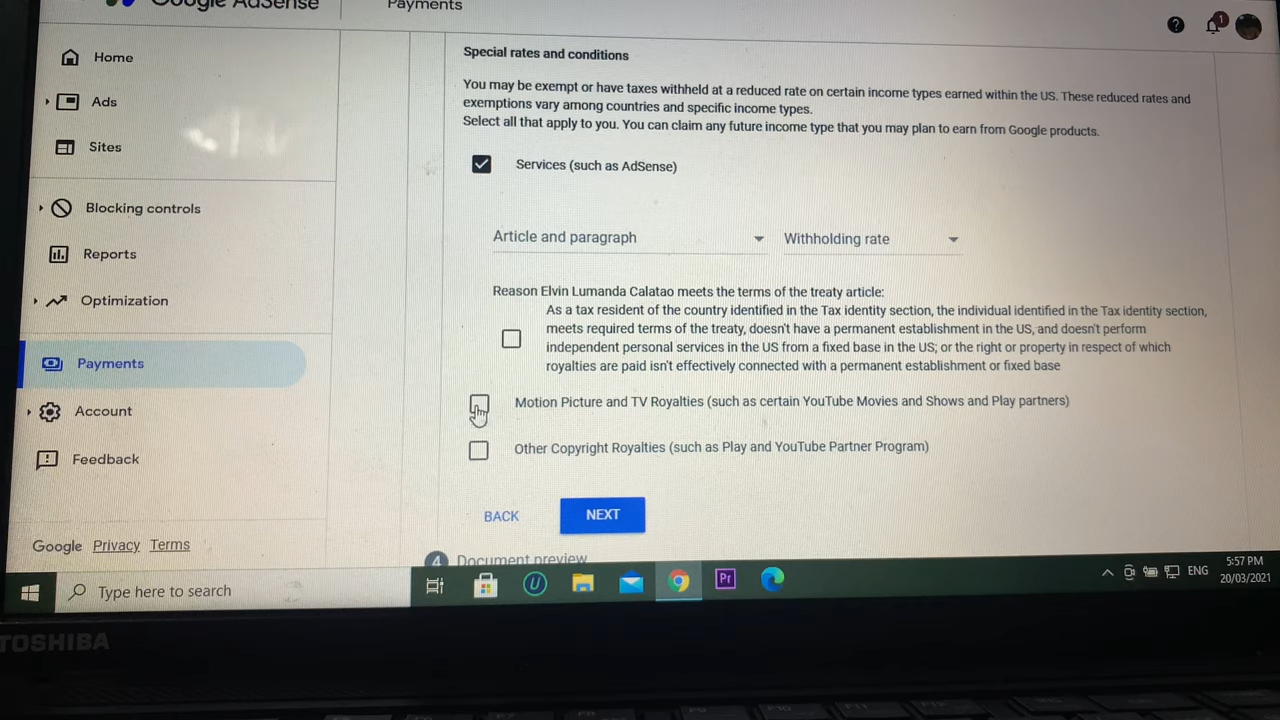 Google AdSense
Payments
1
Home
Ads
Sites
Blocking controls
Reports
Optimization
Payments
Account
Feedback
Google Privacy Terms
Special rates and conditions
You may be exempt or have taxes withheld at a reduced rate on certain income types earned within the US. These reduced rates and
exemptions vary among countries and specific income types.
Select all that apply to you. You can claim any future income type that you may plan to earn from Google products.
Services (such as AdSense)
Article and paragraph
Withholding rate
Reason Elvin Lumanda Calatao meets the terms of the treaty article:
As a tax resident of the country identified in the Tax identity section, the individual identified in the Tax identity section,
meets required terms of the treaty, doesn't have a permanent establishment in the US, and doesn't perform
independent personal services in the US from a fixed base in the US; or the right or property in respect of which
royalties are paid isn't effectively connected with a permanent establishment or fixed base
Motion Picture and TV Royalties (such as certain YouTube Movies and Shows and Play partners)
Other Copyright Royalties (such as Play and YouTube Partner Program)
BACK
NEXT
4 Document preview
Type here to search
U
Pr
ENG
5:57 PM
20/03/2021
TOSHIBA